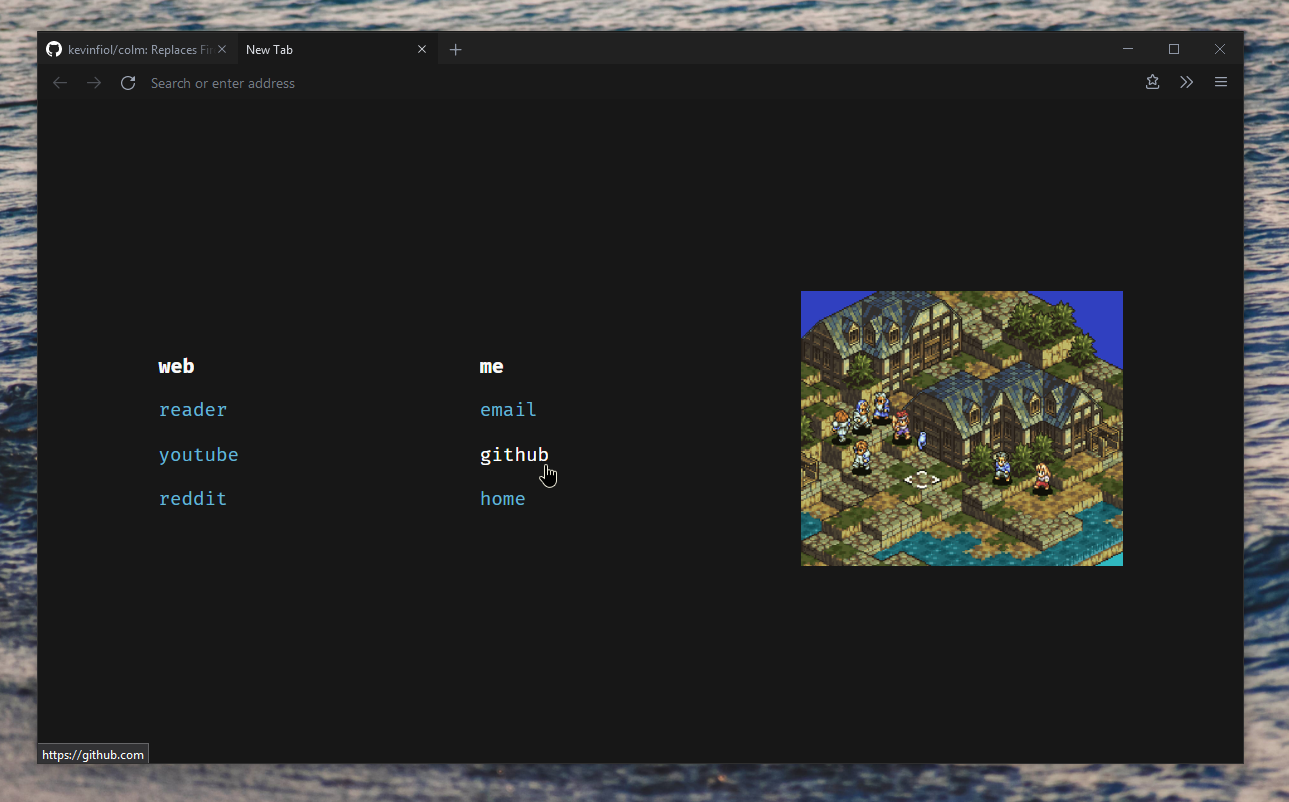 kevinfiol/colm: Replaces Fir
New Tab
Search or enter address
web
reader
youtube
reddit
me
email
github
home
https://github.com